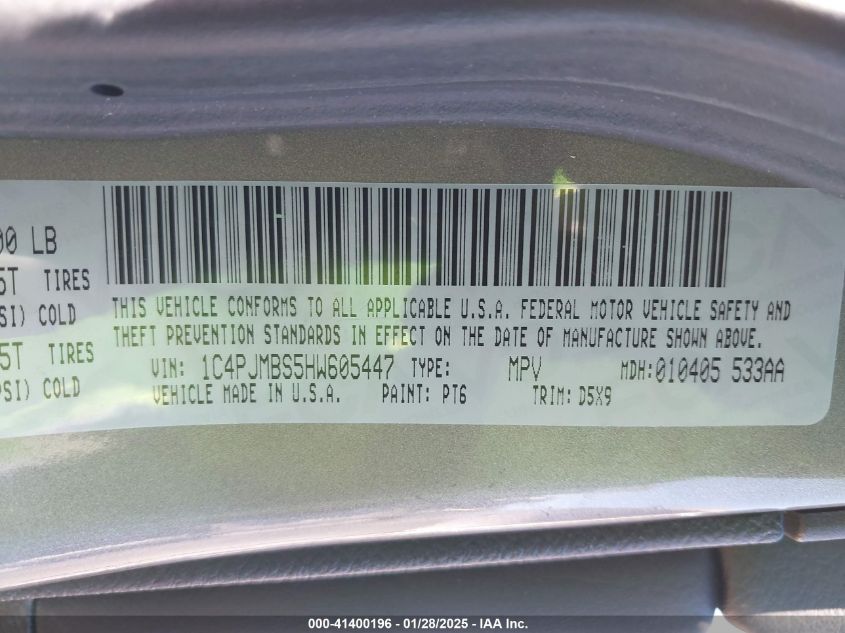 00 LB
5T TIRES
SI) COLD
5T TIRES
PSI) COLD
THIS VEHICLE CONFORMS TO ALL APPLICABLE U.S.A. FEDERAL MOTOR VEHICLE SAFETY AND
THEFT PREVENTION STANDARDS IN EFFECT ON THE DATE OF MANUFACTURE SHOWN ABOVE.
VIN: 1C4PJMBS5HW605447 TYPE: MPV MDH:010405 533AA
VEHICLE MADE IN U.S.A. PAINT: PT6 TRIM: D5X9
000-41400196 - 01/28/2025 - IAA Inc.